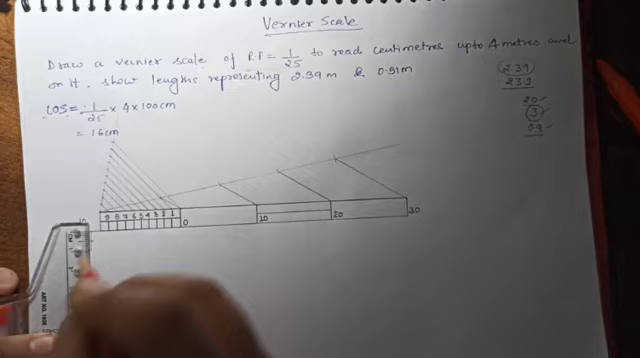 Vernier Scale
Draw a vernier scale of R.F = 1/25 to read centimetres upto 4 metres and
on it, show lengths representing 2.39 m & 0.91m
LOS = 1/25 x 4 x 100cm
= 16cm
2.39
239
20
3
09
9 8 7 6 5 4 3 2 1
0 10 20 30